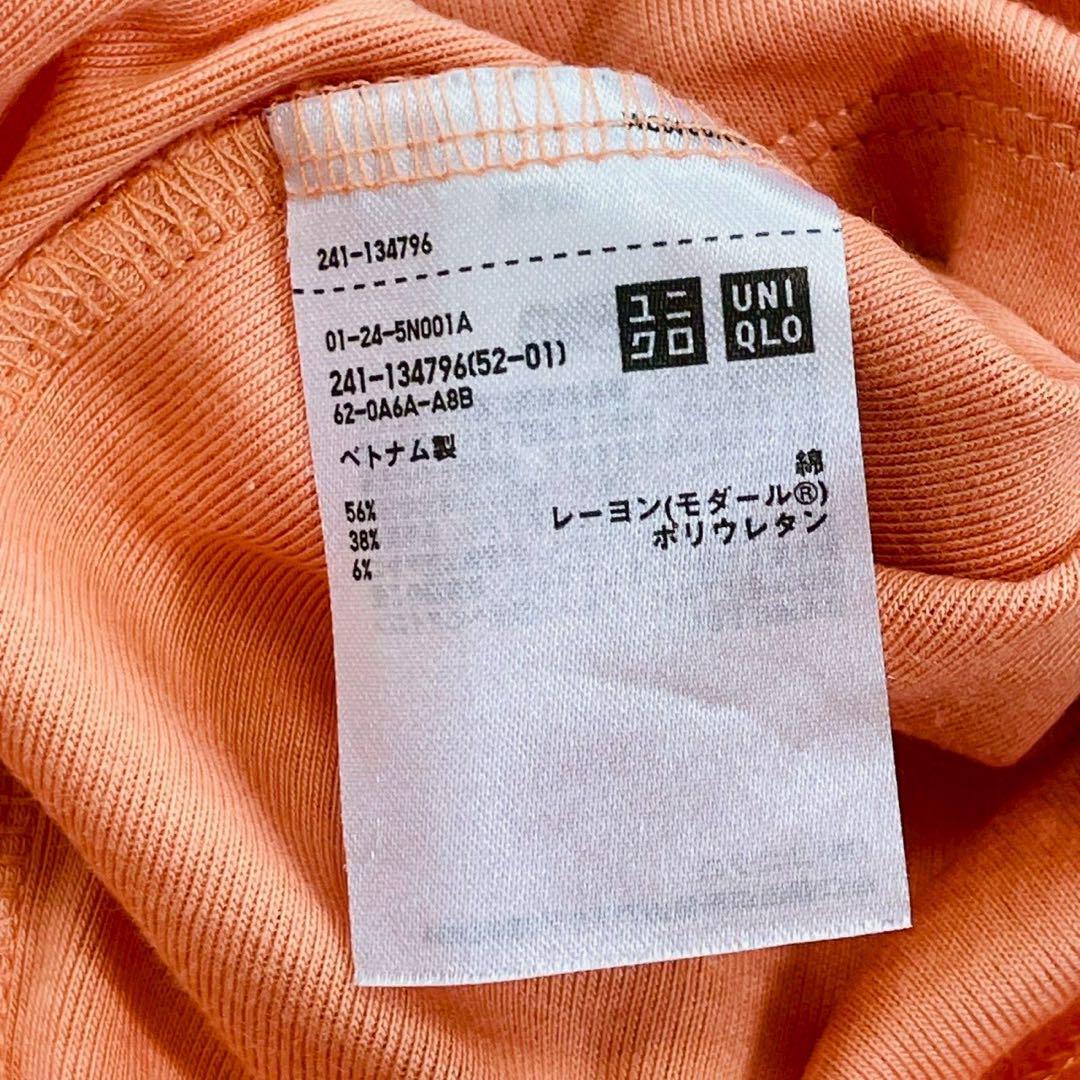 241-134796
ユニクロ UNIQLO
01-24-5N001A
241-134796(52-01)
62-0A6A-A8B
ベトナム製
56% 綿
38% レーヨン(モダール®)
6% ポリウレタン